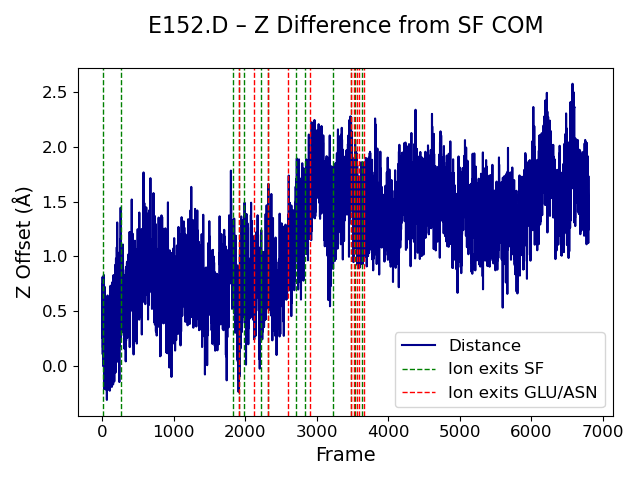 E152.D – Z Difference from SF COM
2.5
2.0
1.5
1.0
0.5
0.0
Z Offset (Å)
Distance
Ion exits SF
Ion exits GLU/ASN
0 1000 2000 3000 4000 5000 6000 7000
Frame